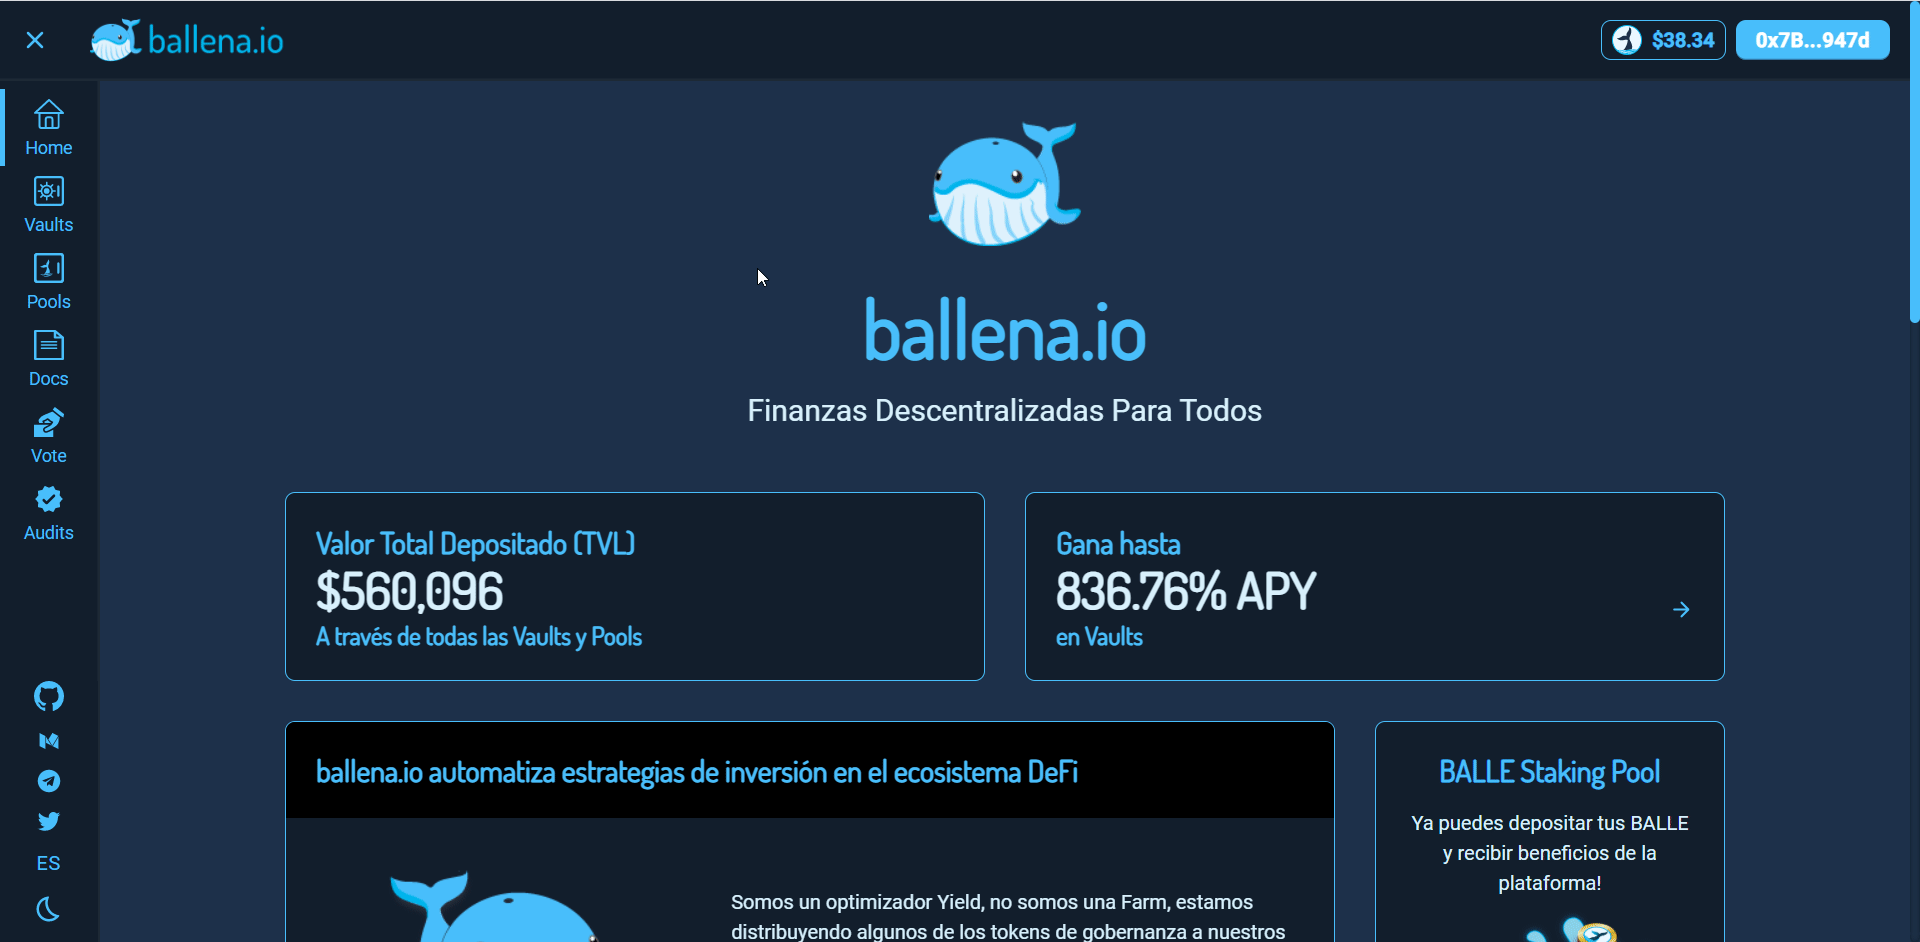 ballena.io
$38.34
0x7B...947d
Home
Vaults
Pools
Docs
Vote
Audits
ES
ballena.io
Finanzas Descentralizadas Para Todos
Valor Total Depositado (TVL)
$560,096
A través de todas las Vaults y Pools
Gana hasta
836.76% APY
en Vaults
ballena.io automatiza estrategias de inversión en el ecosistema DeFi
Somos un optimizador Yield, no somos una Farm, estamos
distribuyendo algunos de los tokens de gobernanza a nuestros
BALLE Staking Pool
Ya puedes depositar tus BALLE
y recibir beneficios de la
plataforma!